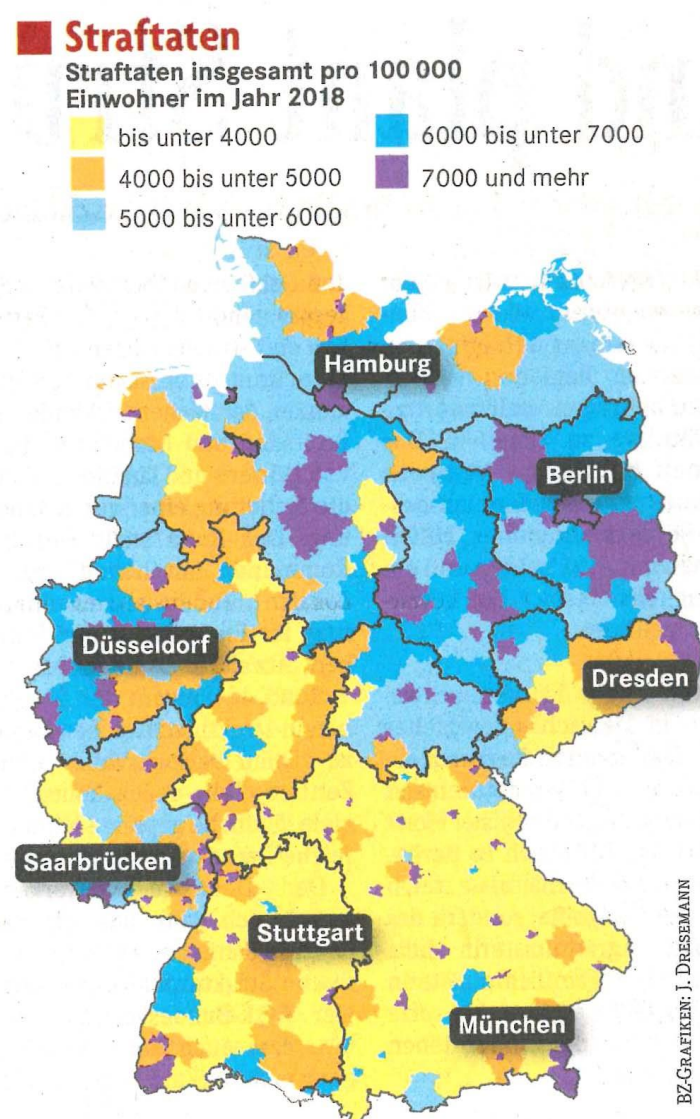 Straftaten
Straftaten insgesamt pro 100 000
Einwohner im Jahr 2018
bis unter 4000
4000 bis unter 5000
5000 bis unter 6000
6000 bis unter 7000
7000 und mehr
Hamburg
Berlin
Düsseldorf
Dresden
Saarbrücken
Stuttgart
München
BZ-GRAFIKEN: J. DRESEMANN